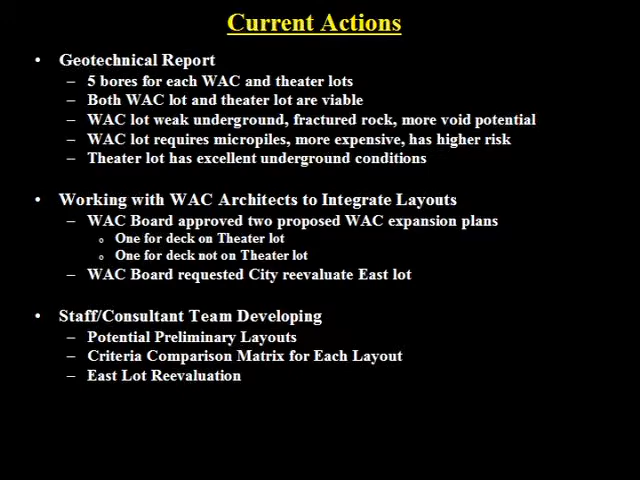 Current Actions
• Geotechnical Report
– 5 bores for each WAC and theater lots
– Both WAC lot and theater lot are viable
– WAC lot weak underground, fractured rock, more void potential
– WAC lot requires micropiles, more expensive, has higher risk
– Theater lot has excellent underground conditions
• Working with WAC Architects to Integrate Layouts
– WAC Board approved two proposed WAC expansion plans
o One for deck on Theater lot
o One for deck not on Theater lot
– WAC Board requested City reevaluate East lot
• Staff/Consultant Team Developing
– Potential Preliminary Layouts
– Criteria Comparison Matrix for Each Layout
– East Lot Reevaluation